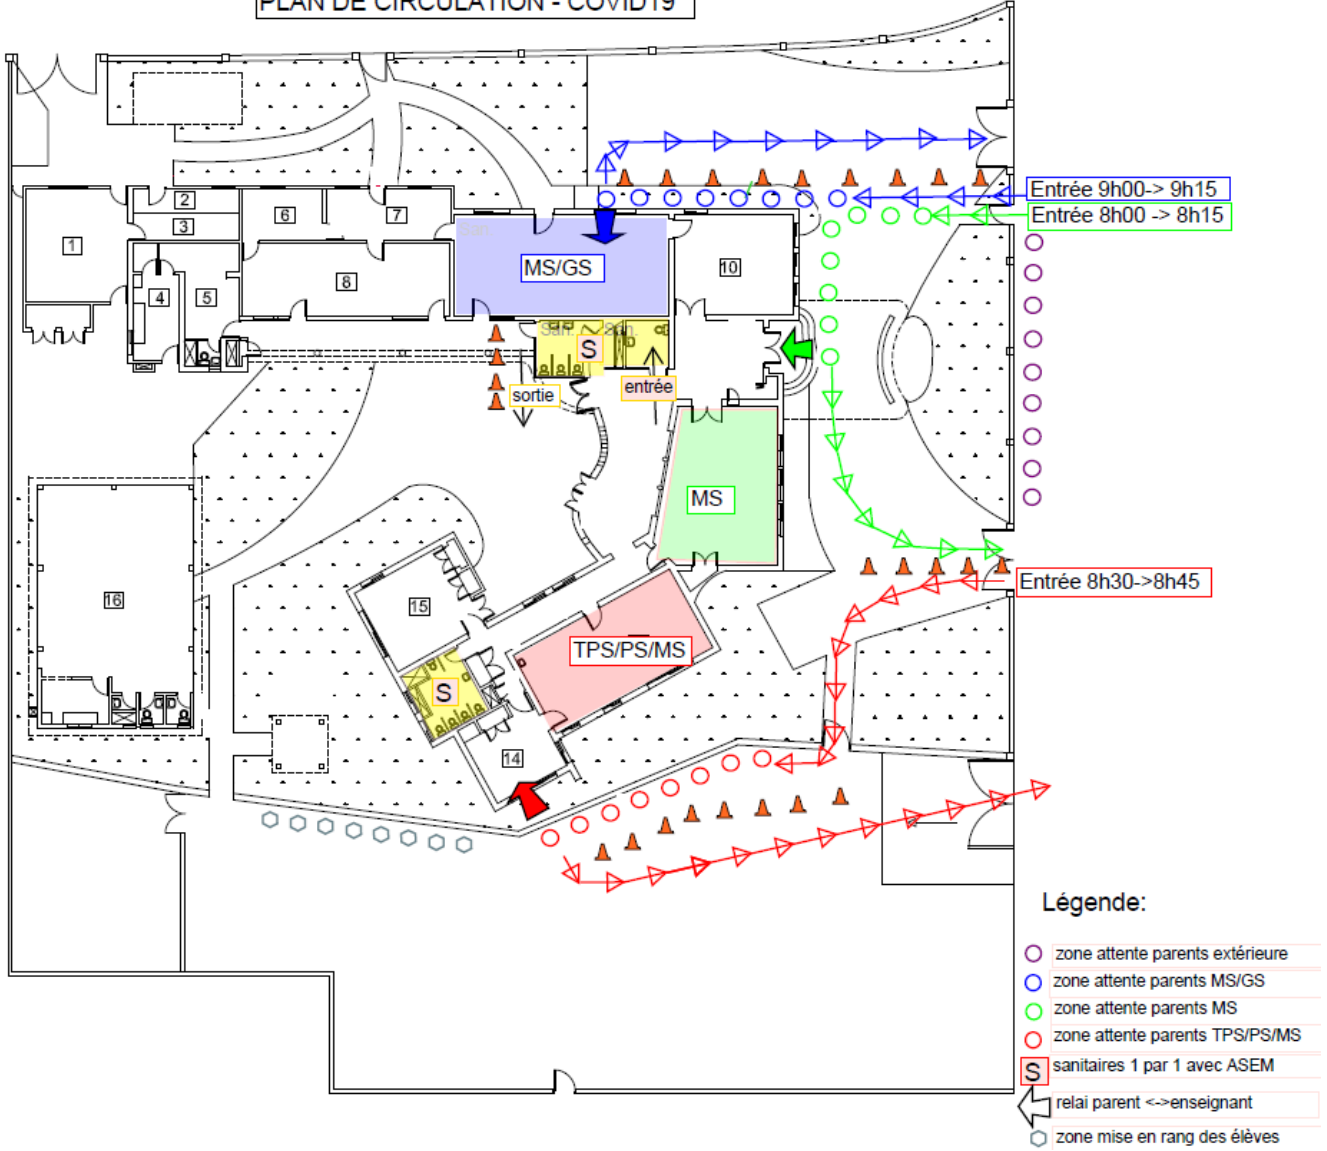 PLAN DE CIRCULATION - COVID19
Entrée 9h00-> 9h15
Entrée 8h00 -> 8h15
2
6
7
3
1
MS/GS
10
4
5
8
San.
San.
S
sortie
entrée
MS
Entrée 8h30->8h45
16
15
TPS/PS/MS
S
14
Légende:
zone attente parents extérieure
zone attente parents MS/GS
zone attente parents MS
zone attente parents TPS/PS/MS
S sanitaires 1 par 1 avec ASEM
relai parent <->enseignant
zone mise en rang des élèves